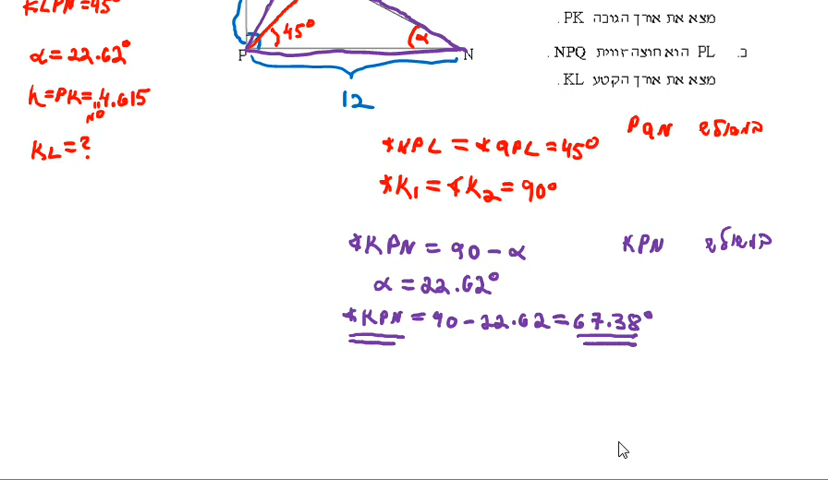 ∢LPN=45°
α=22.62°
h=PK=4.615
KL=?
45°
α
P
N
12
מצא את אורך הגובה PK.
ב. PL הוא חוצה-זווית NPQ.
מצא את אורך הקטע KL.
במשולש PQN
∢NPL = ∢QPL = 45°
∢K₁ = ∢K₂ = 90°
במשולש KPN
∢KPN = 90 - α
α = 22.62°
∢KPN = 90 - 22.62 = 67.38°